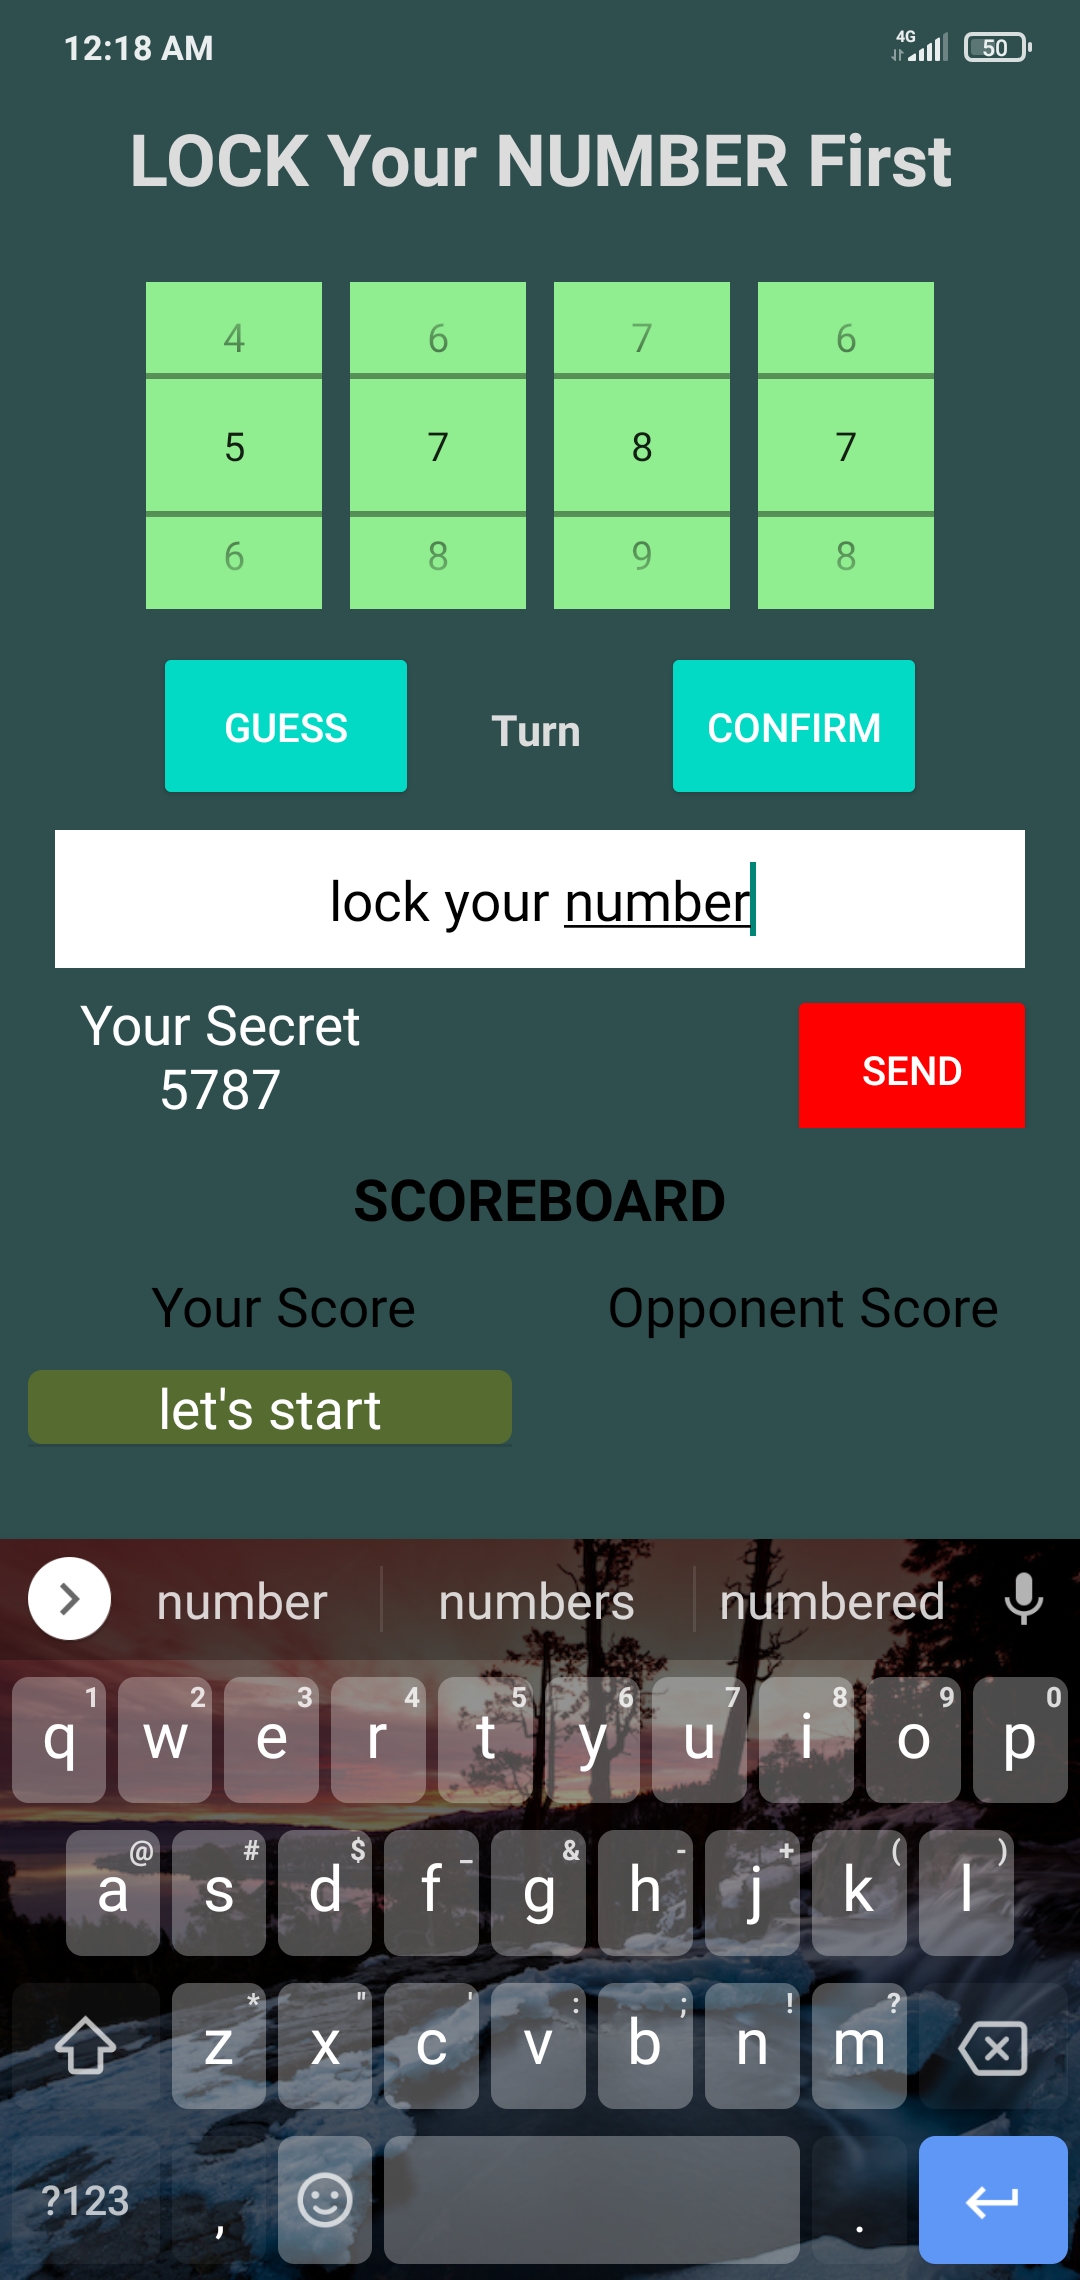 12:18 AM 4G 50
LOCK Your NUMBER First
4 6 7 6
5 7 8 7
6 8 9 8
GUESS Turn CONFIRM
lock your number
Your Secret
5787
SEND
SCOREBOARD
Your Score Opponent Score
let's start
number numbers numbered
1 2 3 4 5 6 7 8 9 0
q w e r t y u i o p
@ # $ _ & - + ( )
a s d f g h j k l
* " ' : ; ! ?
z x c v b n m
?123 , .